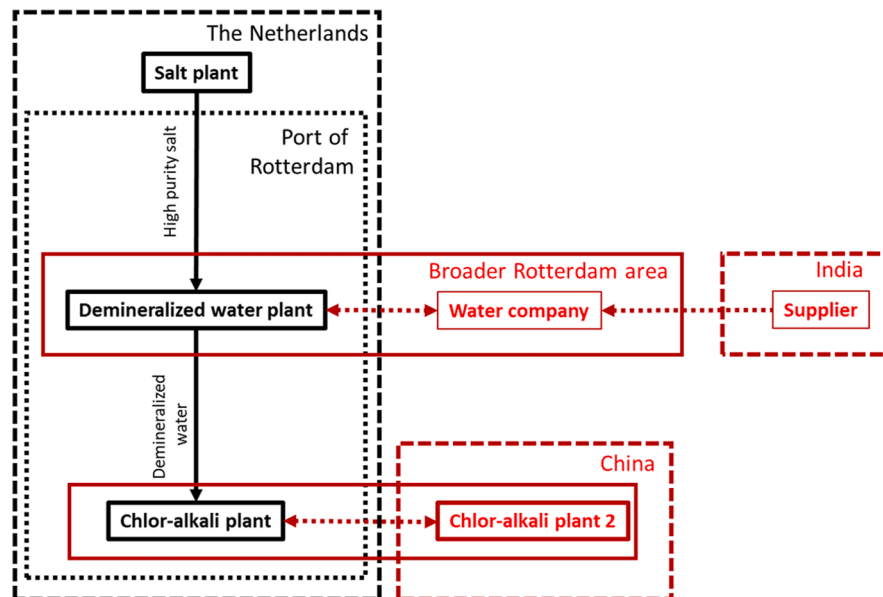 The Netherlands
Salt plant
Port of
Rotterdam
High purity salt
Broader Rotterdam area
India
Demineralized water plant
Water company
Supplier
Demineralized
water
China
Chlor-alkali plant
Chlor-alkali plant 2